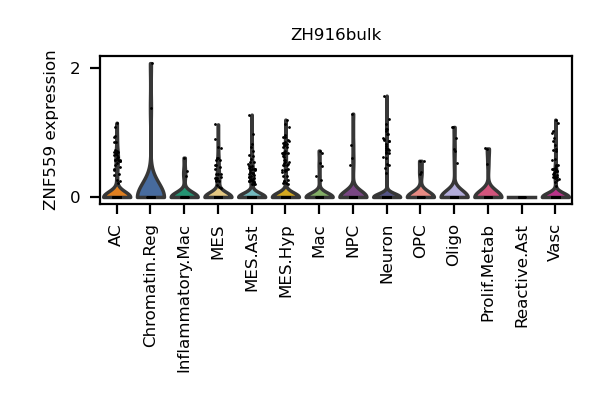 ZH916bulk
ZNF559 expression
2
0
AC
Chromatin.Reg
Inflammatory.Mac
MES
MES.Ast
MES.Hyp
Mac
NPC
Neuron
OPC
Oligo
Prolif.Metab
Reactive.Ast
Vasc